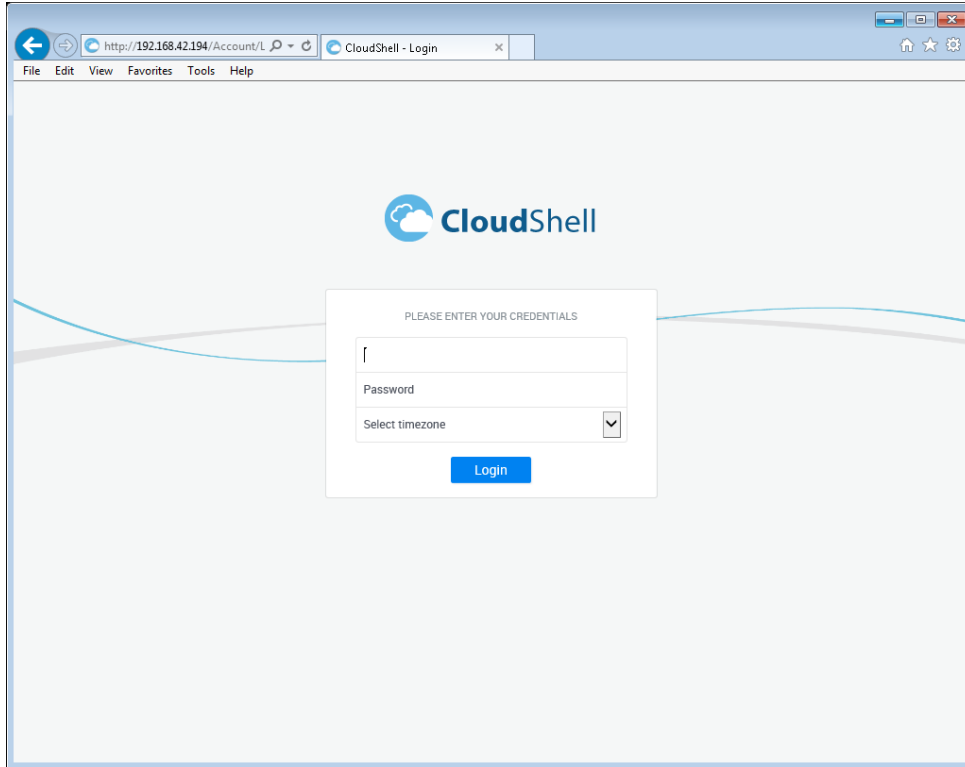 http://192.168.42.194/Account/L
CloudShell - Login
File Edit View Favorites Tools Help
CloudShell
PLEASE ENTER YOUR CREDENTIALS
Password
Select timezone
Login